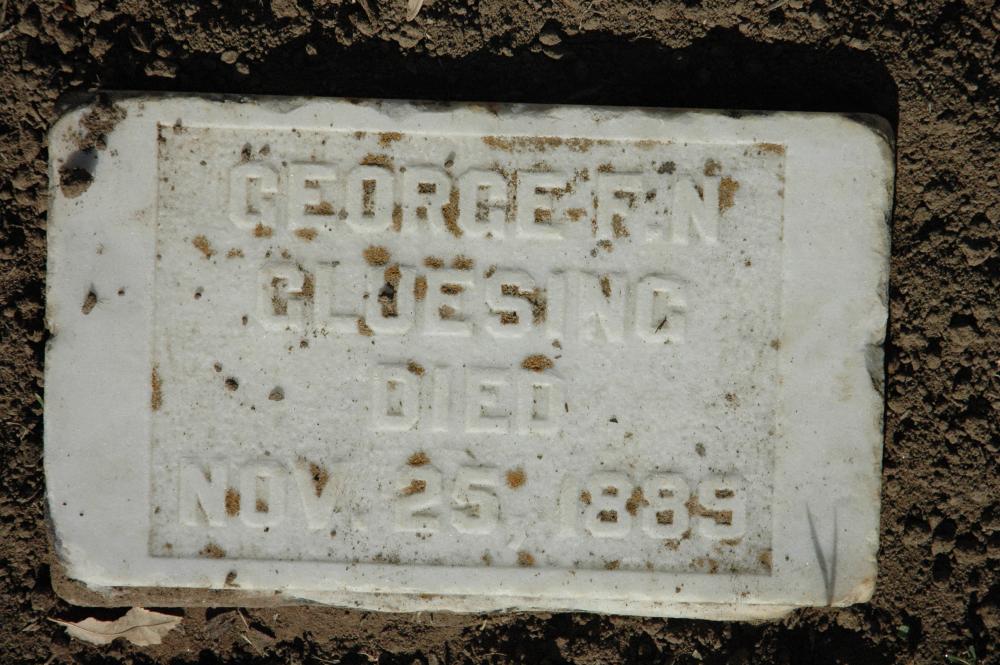 GEORGE F. N
GLUESING
DIED
NOV. 25, 1889